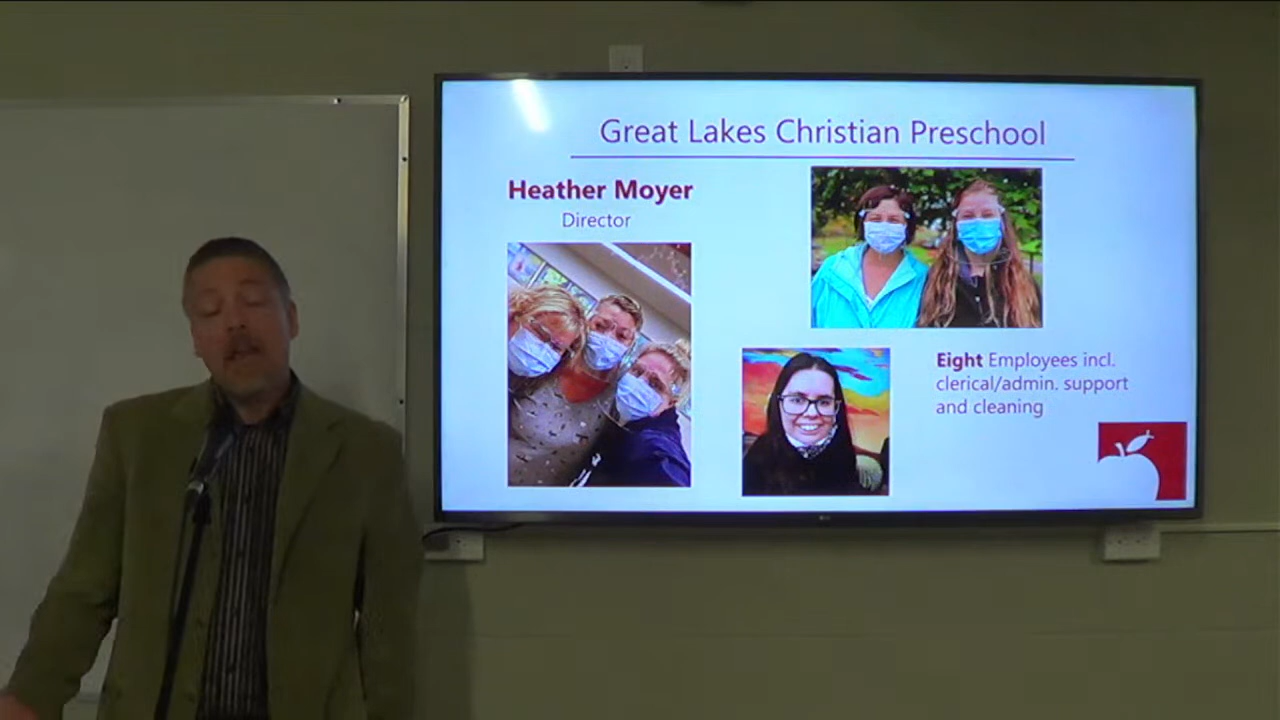 Great Lakes Christian Preschool
Heather Moyer
Director
Eight Employees incl.
clerical/admin. support
and cleaning